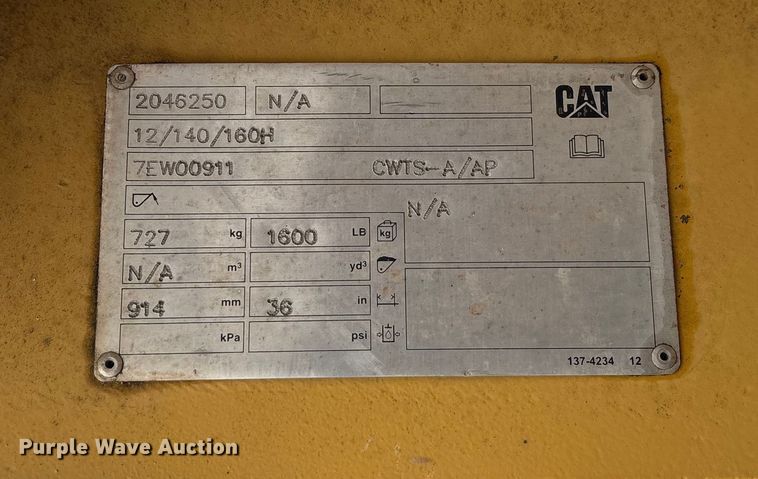 2046250 N/A CAT
12/140/160H
7EW00911 CWTS-A/AP
N/A
727 kg 1600 LB kg
N/A m³ yd³
914 mm 36 in
kPa psi
137-4234 12
Purple Wave Auction